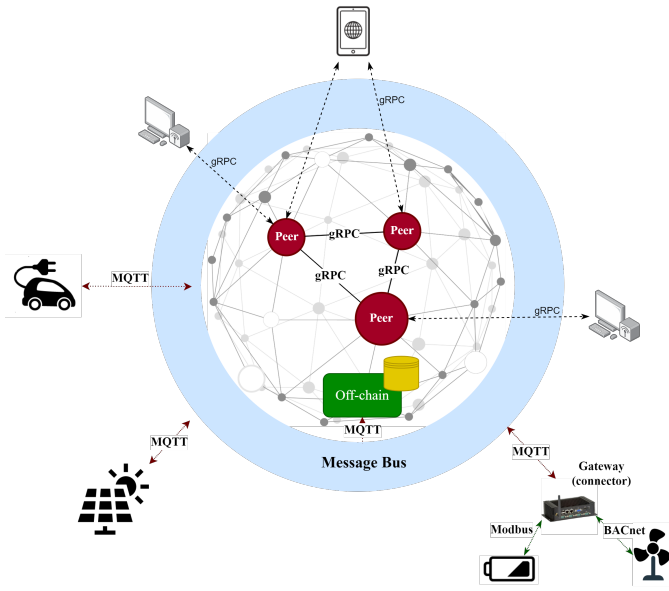 gRPC
gRPC
Peer
gRPC
Peer
MQTT
gRPC
gRPC
Peer
gRPC
Off-chain
MQTT
MQTT
Message Bus
MQTT
Gateway
(connector)
Modbus
BACnet